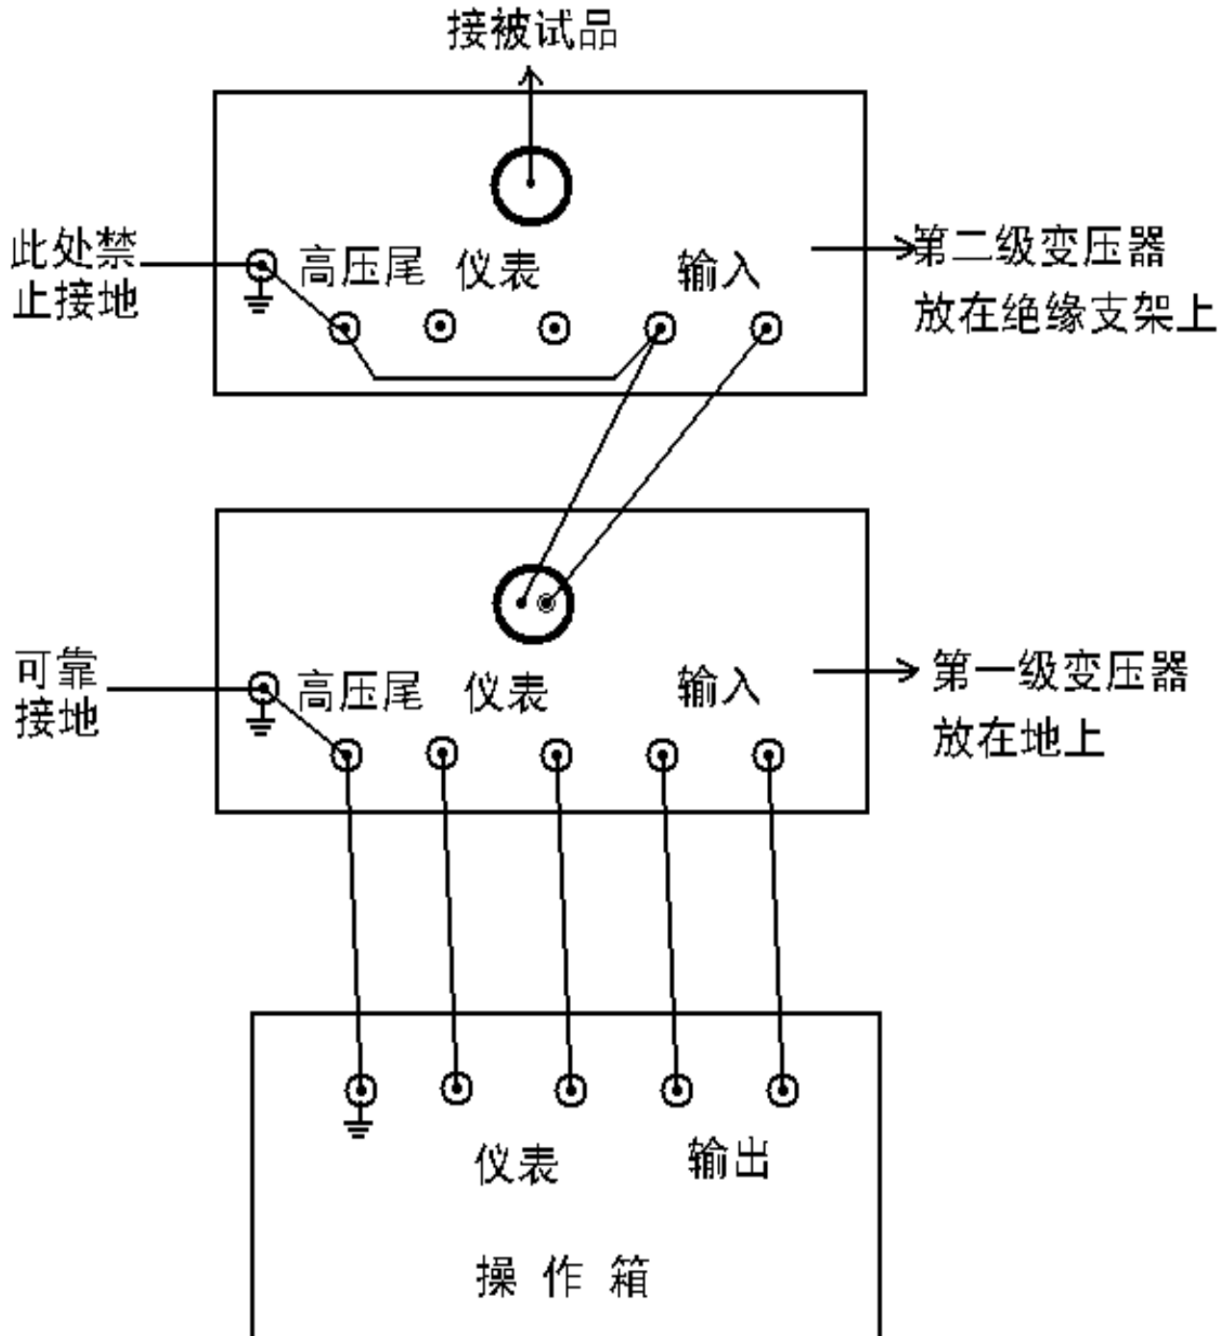 接被试品
此处禁
止接地
高压尾 仪表 输入
第二级变压器
放在绝缘支架上
可靠
接地
高压尾 仪表 输入
第一级变压器
放在地上
仪表 输出
操作箱